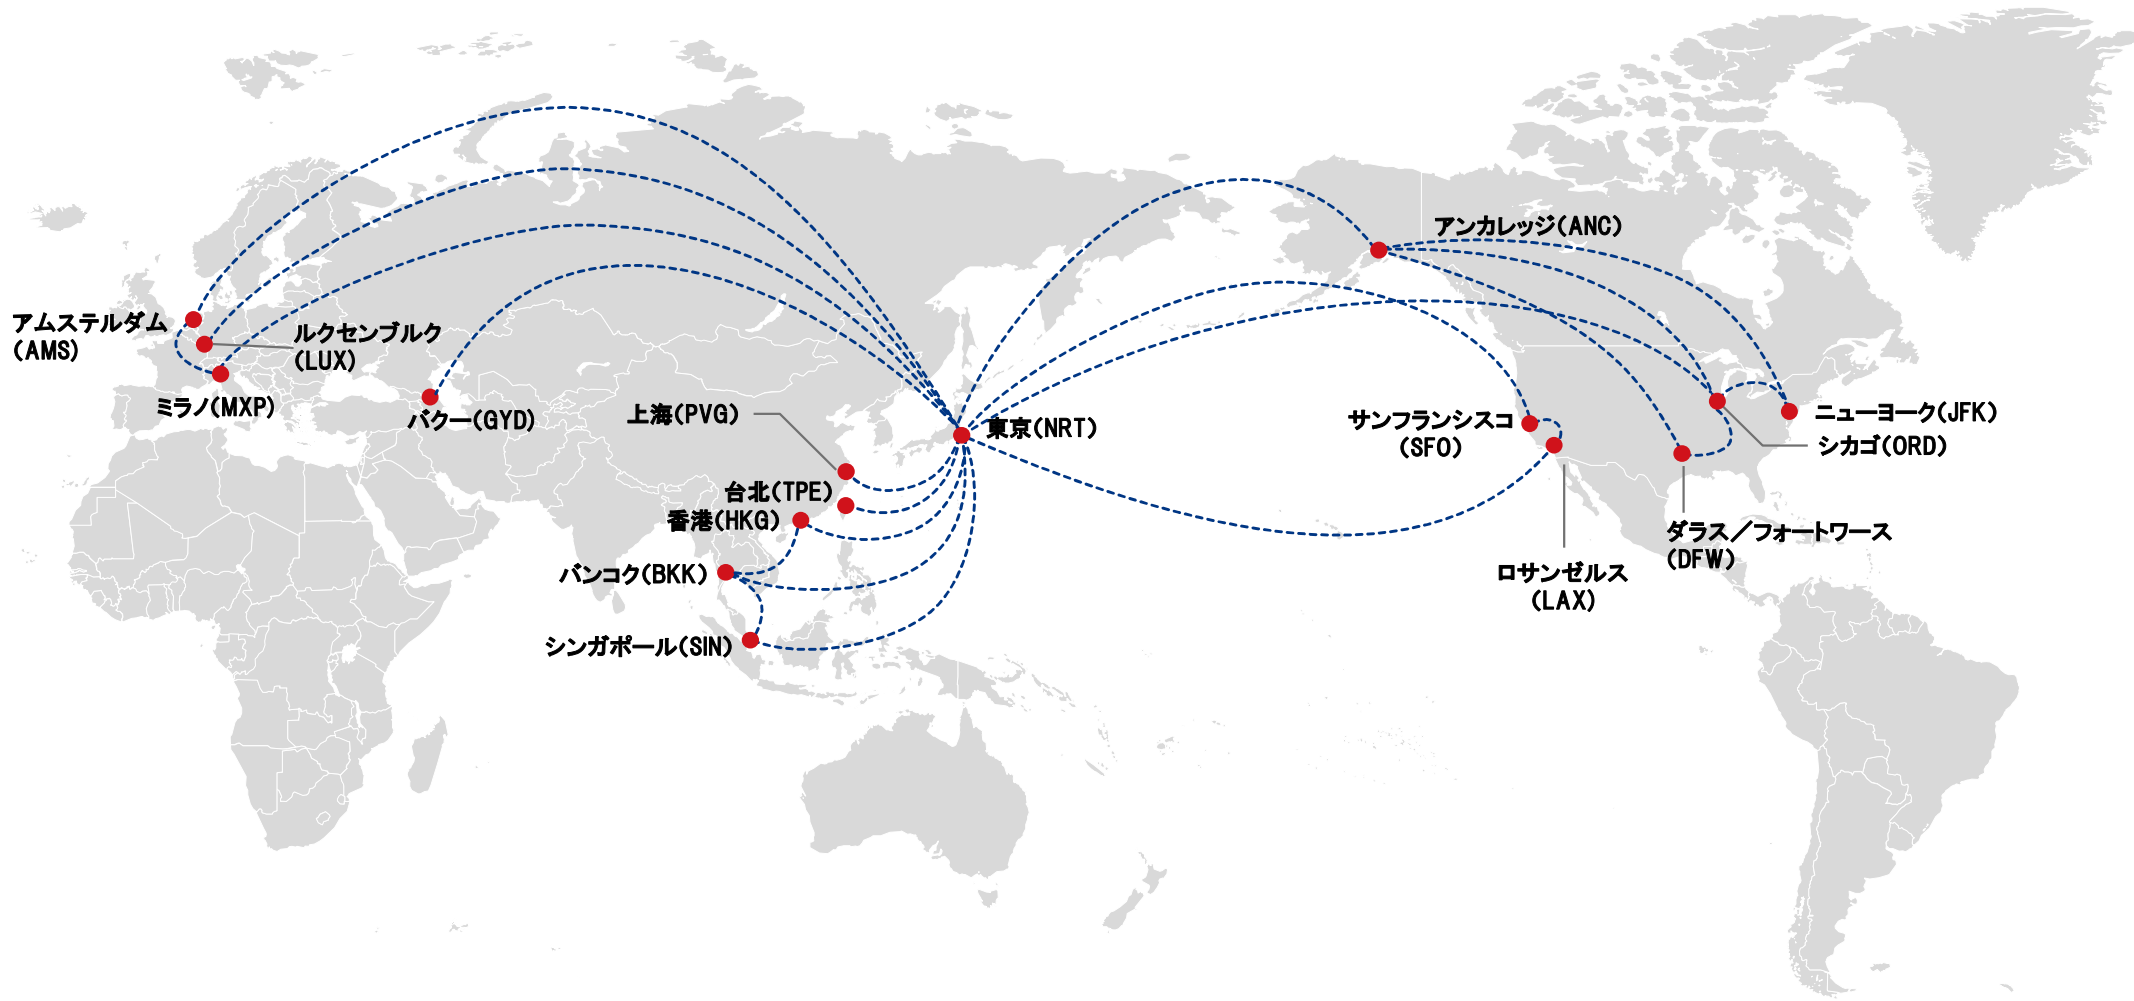 アンカレッジ(ANC)
アムステルダム
(AMS)
ルクセンブルク
(LUX)
ミラノ(MXP)
バクー(GYD)
上海(PVG)
東京(NRT)
サンフランシスコ
(SFO)
ニューヨーク(JFK)
シカゴ(ORD)
台北(TPE)
香港(HKG)
ダラス／フォートワース
(DFW)
バンコク(BKK)
ロサンゼルス
(LAX)
シンガポール(SIN)